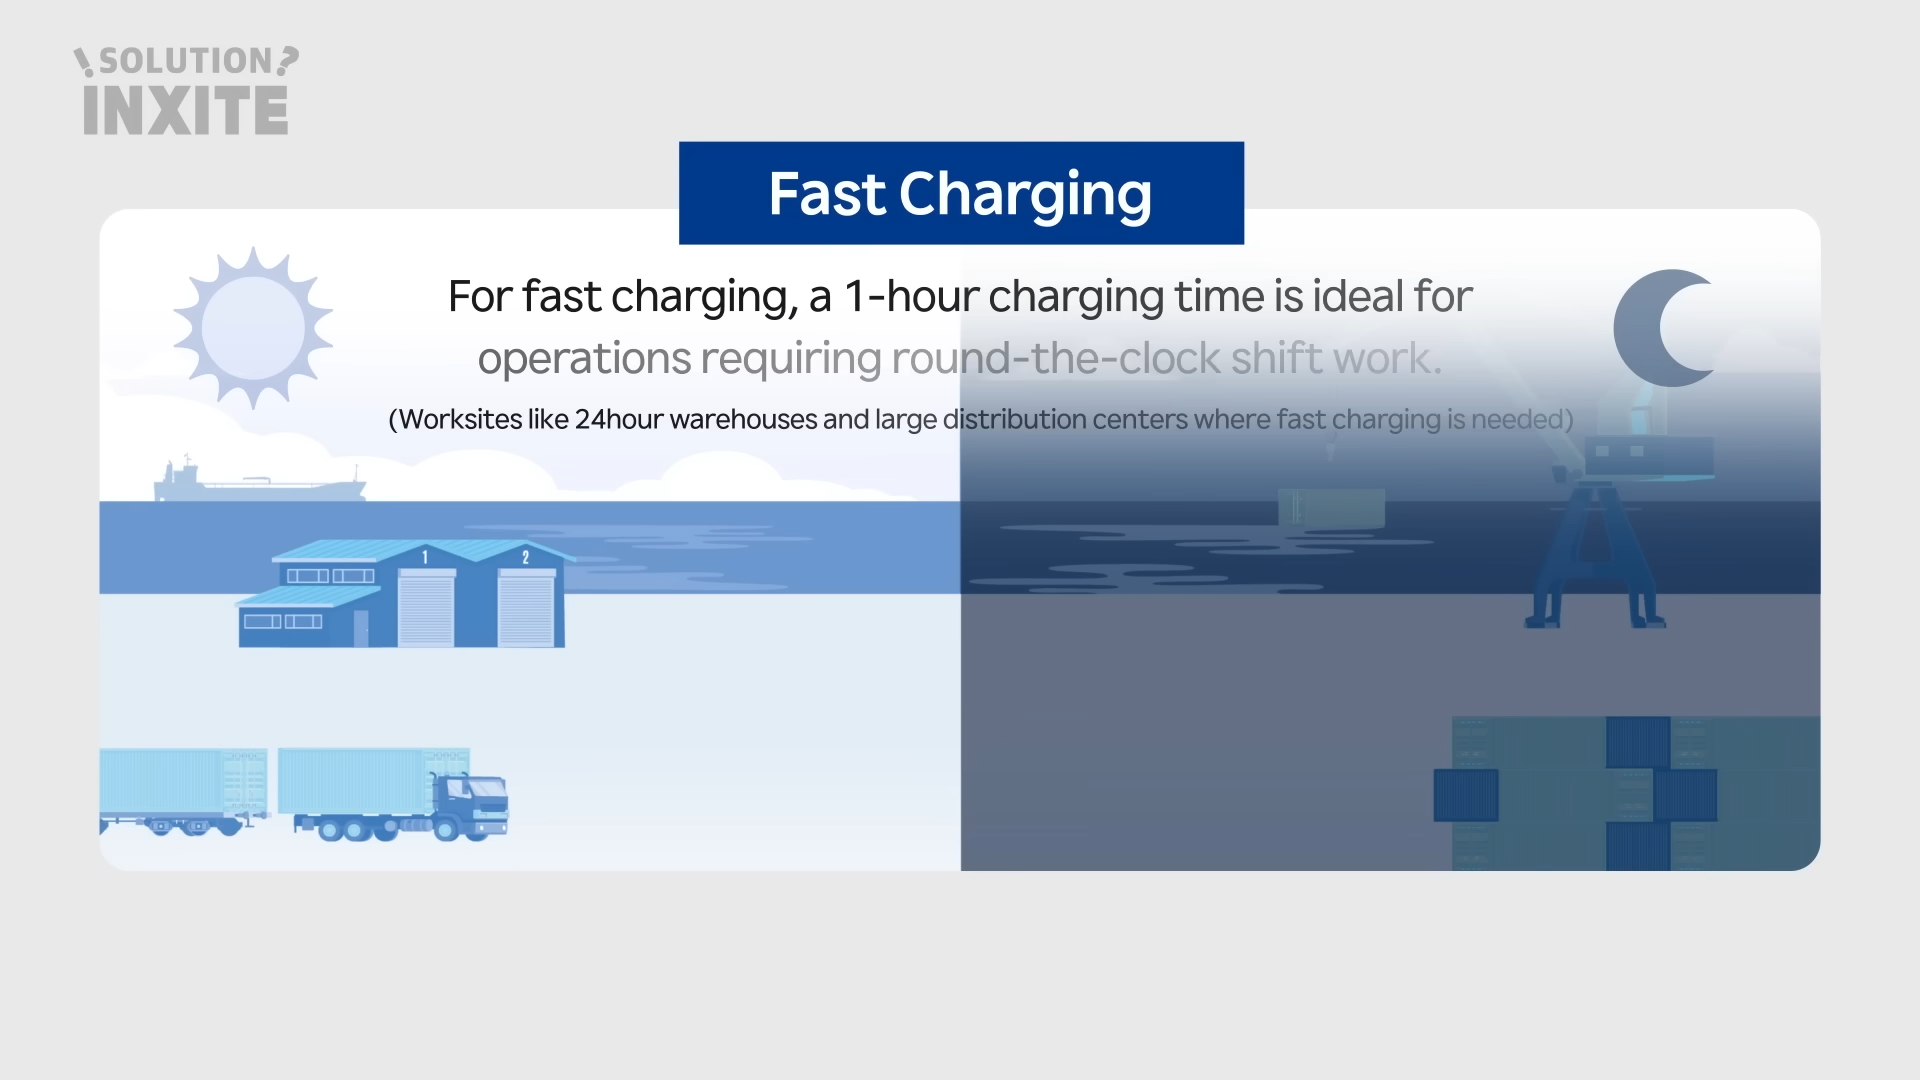 SOLUTION
INXITE
Fast Charging
For fast charging, a 1-hour charging time is ideal for
operations requiring round-the-clock shift work.
(Worksites like 24hour warehouses and large distribution centers where fast charging is needed)
1 2